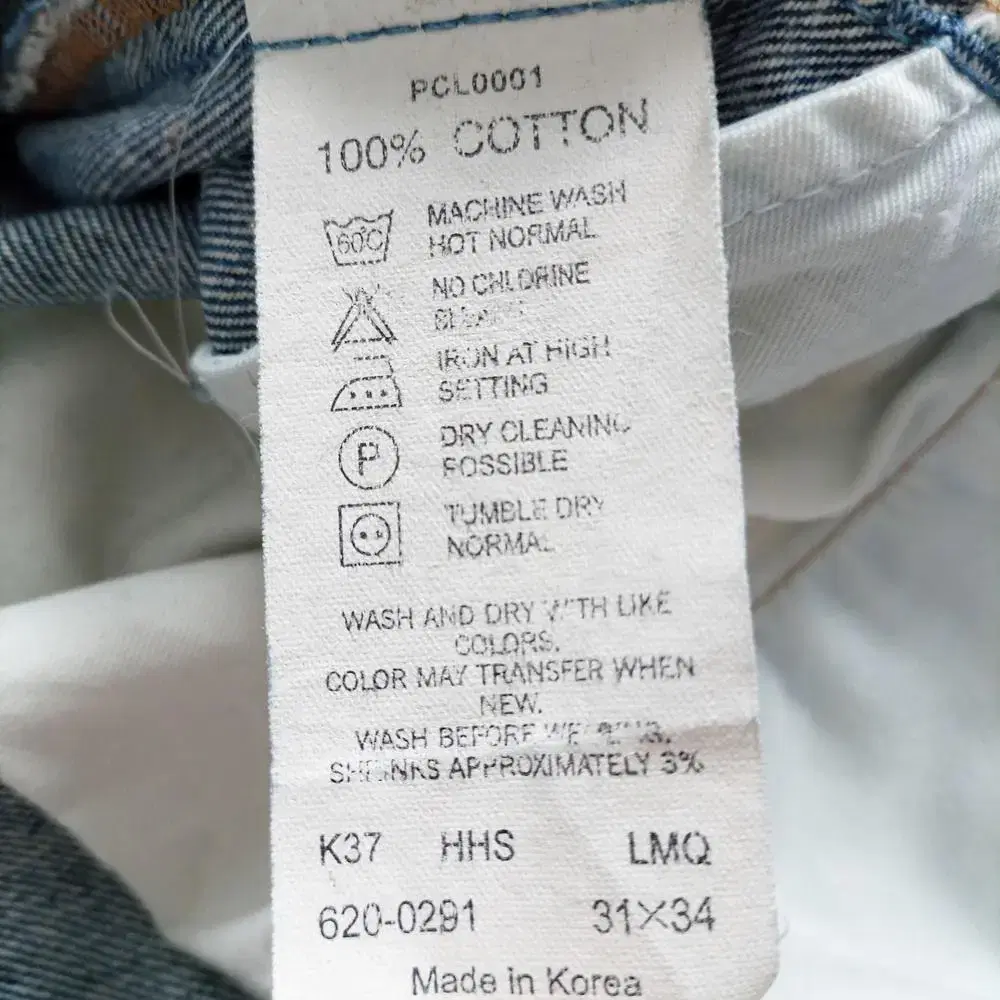 PCL0001
100% COTTON
60°C
MACHINE WASH
HOT NORMAL
NO CHLORINE
IRON AT HIGH
SETTING
P
DRY CLEANING
POSSIBLE
TUMBLE DRY
NORMAL
WASH AND DRY WITH LIKE
COLORS.
COLOR MAY TRANSFER WHEN
NEW.
WASH BEFORE WEARING.
SHRINKS APPROXIMATELY 3%
K37 HHS LMQ
620-0291 31×34
Made in Korea